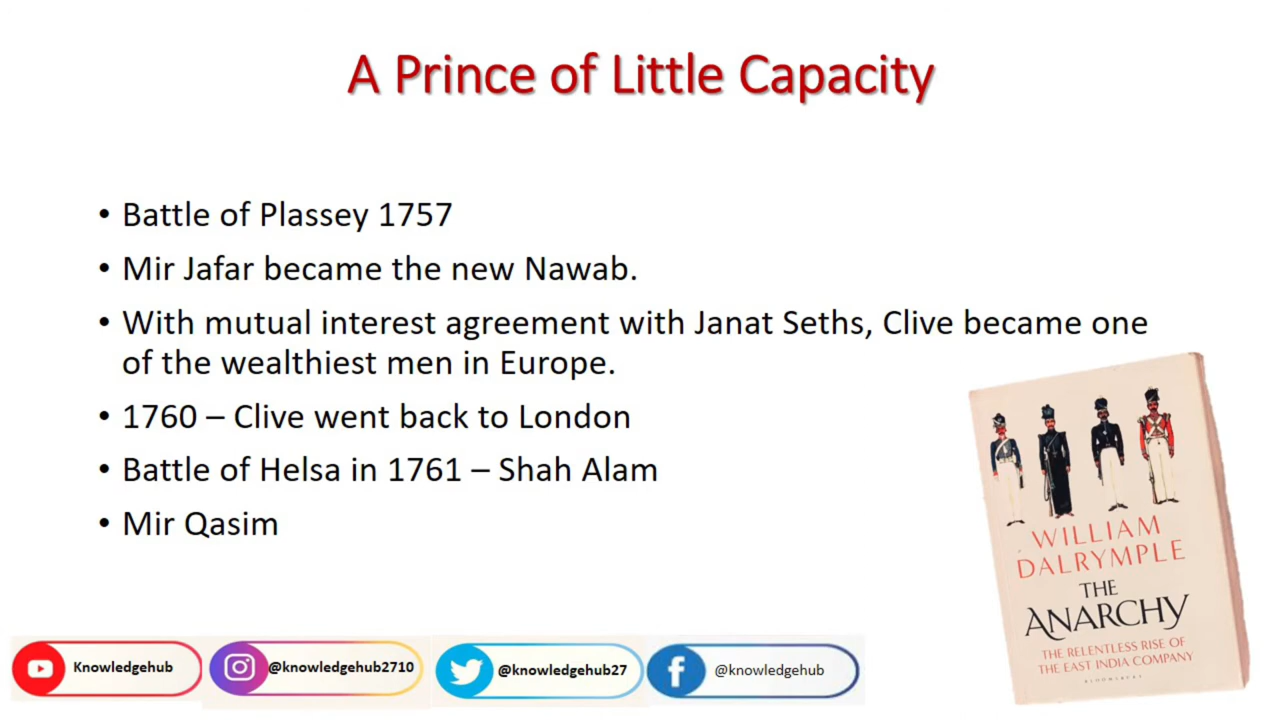 A Prince of Little Capacity
• Battle of Plassey 1757
• Mir Jafar became the new Nawab.
• With mutual interest agreement with Janat Seths, Clive became one
of the wealthiest men in Europe.
• 1760 – Clive went back to London
• Battle of Helsa in 1761 – Shah Alam
• Mir Qasim
WILLIAM
DALRYMPLE
THE
ANARCHY
THE RELENTLESS RISE OF
THE EAST INDIA COMPANY
BLOOMSBURY
Knowledgehub
@knowledgehub2710
@knowledgehub27
@knowledgehub